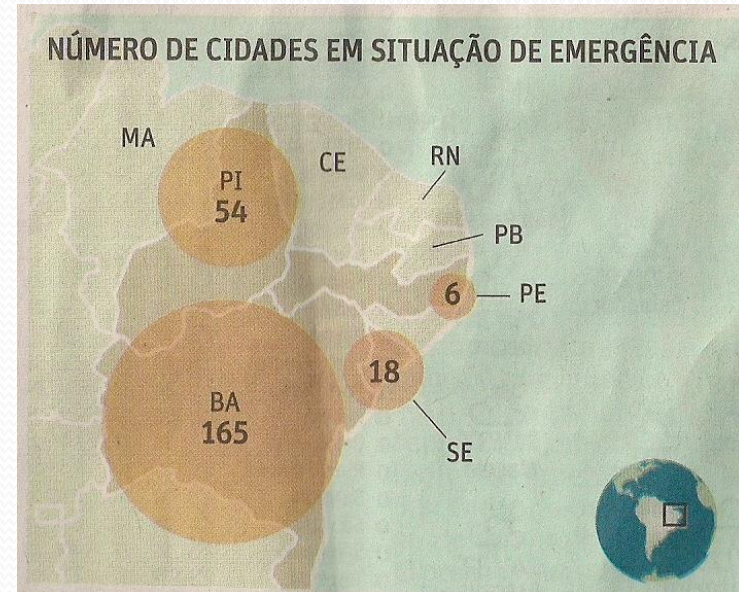 NÚMERO DE CIDADES EM SITUAÇÃO DE EMERGÊNCIA
MA
PI
54
CE
RN
PB
6
PE
18
SE
BA
165